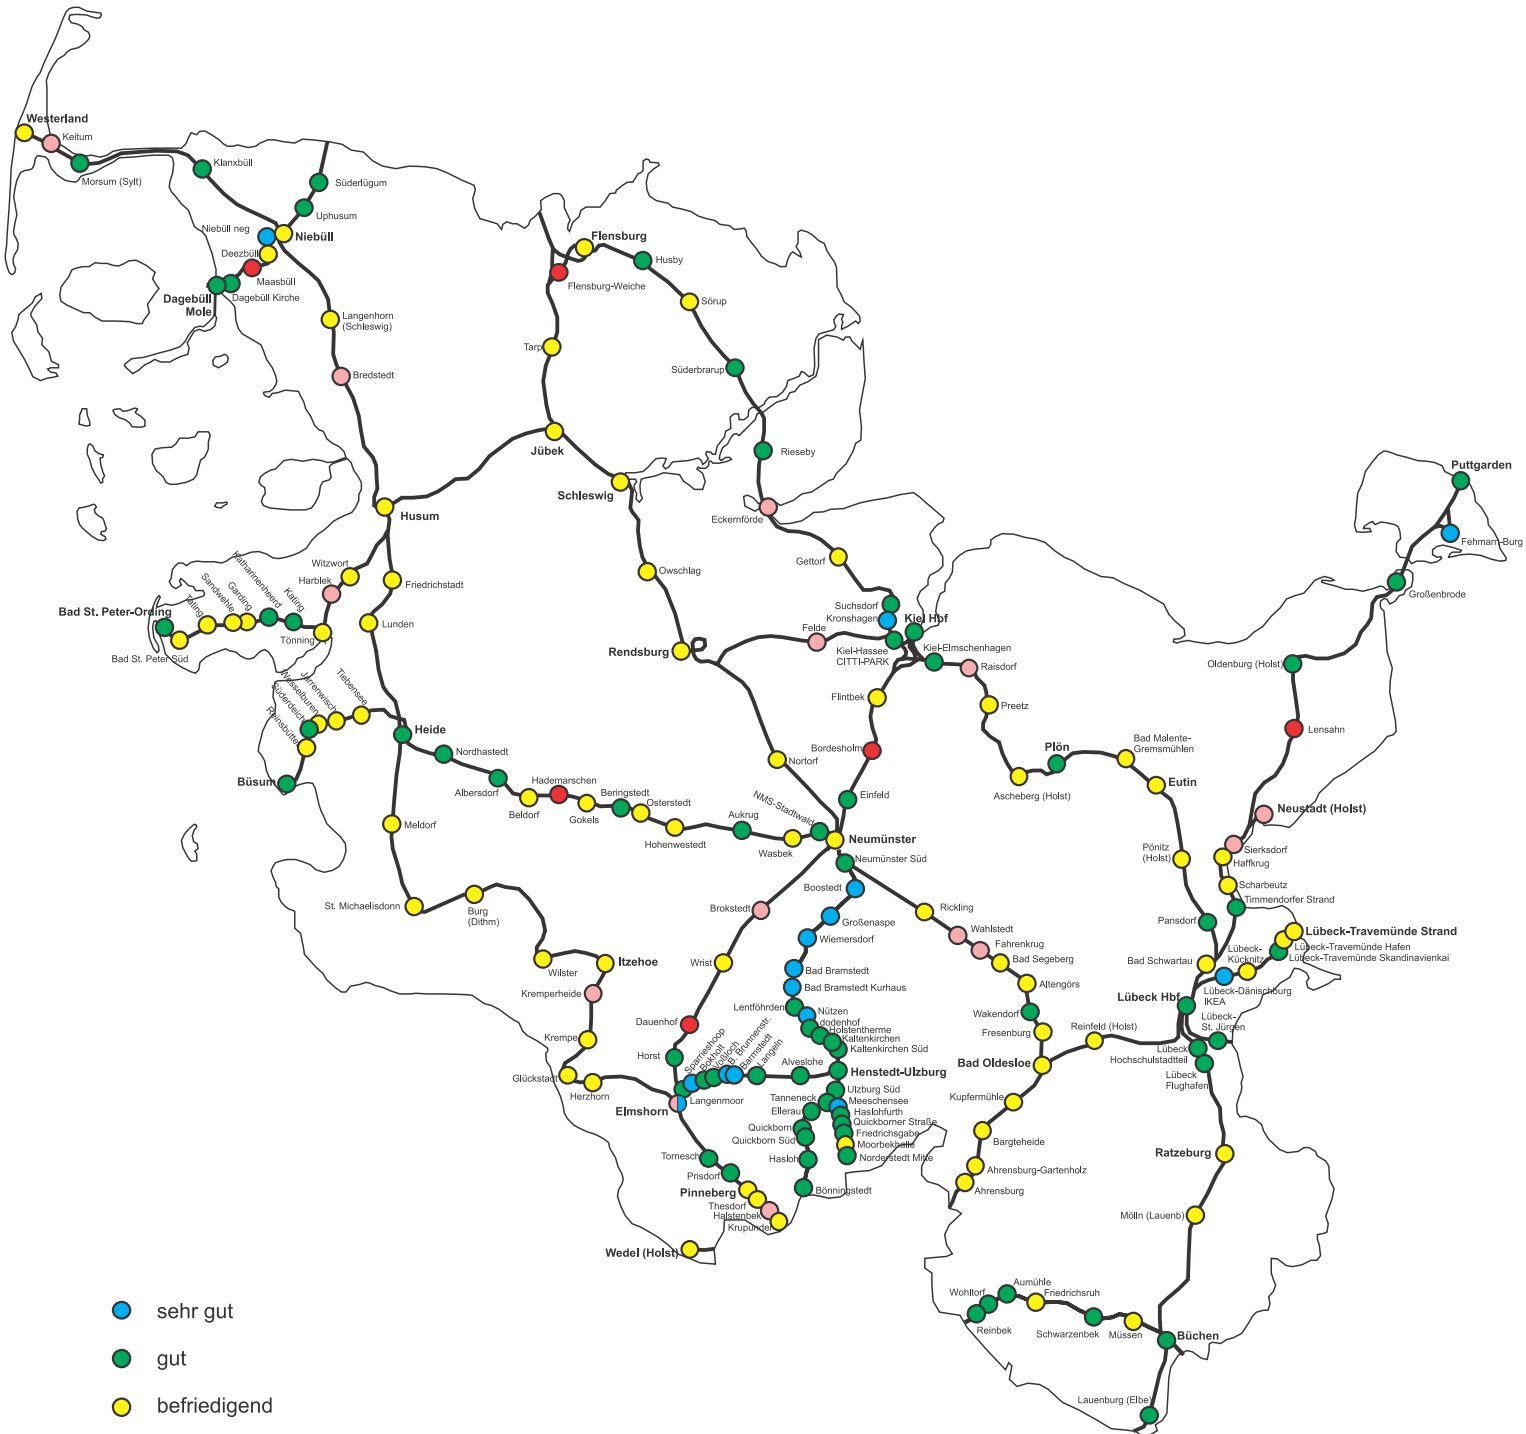 Westerland
Keitum
Morsum (Sylt)
Klanxbüll
Süderlügum
Uphusum
Niebüll neg
Niebüll
Deezbüll
Maasbüll
Dagebüll Kirche
Dagebüll
Mole
Langenhorn
(Schleswig)
Bredstedt
Flensburg
Husby
Flensburg-Weiche
Sörup
Tarp
Süderbrarup
Jübek
Rieseby
Schleswig
Eckernförde
Husum
Puttgarden
Fehmarn-Burg
Großenbrode
Gettorf
Owschlag
Witzwort
Harblek
Friedrichstadt
Katharinenheerd
Sandwehle
Garding
Kating
Tating
Bad St. Peter-Ording
Bad St. Peter Süd
Tönning
Lunden
Suchsdorf
Kronshagen
Kiel Hbf
Felde
Kiel-Hassee
CITTI-PARK
Kiel-Elmschenhagen
Raisdorf
Rendsburg
Oldenburg (Holst)
Flintbek
Preetz
Tiebensee
Jarrenwisch
Wesselburen
Süderdeich
Reinsbüttel
Büsum
Heide
Nordhastedt
Albersdorf
Lensahn
Bordesholm
Plön
Bad Malente-
Gremsmühlen
Nortorf
Ascheberg (Holst)
Eutin
Hademarschen
Beldorf
Gokels
Beringstedt
Osterstedt
Hohenwestedt
Aukrug
Wasbek
NMS-Stadtwald
Einfeld
Neumünster
Neumünster Süd
Neustadt (Holst)
Sierksdorf
Haffkrug
Scharbeutz
Timmendorfer Strand
Pönitz
(Holst)
Pansdorf
Meldorf
St. Michaelisdonn
Burg
(Dithm)
Boostedt
Großenaspe
Wiemersdorf
Brokstedt
Rickling
Wahlstedt
Fahrenkrug
Bad Segeberg
Altengörs
Wakendorf
Fresenburg
Lübeck-Travemünde Strand
Lübeck-Travemünde Hafen
Lübeck-Travemünde Skandinavienkai
Lübeck-
Kücknitz
Bad Schwartau
Lübeck-Dänischburg
IKEA
Lübeck Hbf
Lübeck-
St. Jürgen
Lübeck
Hochschulstadtteil
Lübeck
Flughafen
Wilster
Itzehoe
Wrist
Bad Bramstedt
Bad Bramstedt Kurhaus
Kremperheide
Lentföhrden
Nützen
dodenhof
Holstentherme
Kaltenkirchen
Kaltenkirchen Süd
Dauenhof
Krempe
Horst
Sparrieshoop
Bokholt
Voßloch
B. Brunnenstr.
Barmstedt
Langeln
Alveslohe
Henstedt-Ulzburg
Reinfeld (Holst)
Bad Oldesloe
Glückstadt
Herzhorn
Elmshorn
Langenmoor
Ulzburg Süd
Tanneneck
Meeschensee
Ellerau
Haslohfurth
Quickborner Straße
Quickborn
Friedrichsgabe
Quickborn Süd
Moorbekhalle
Hasloh
Norderstedt Mitte
Bönningstedt
Kupfermühle
Bargteheide
Ahrensburg-Gartenholz
Ahrensburg
Tornesch
Prisdorf
Pinneberg
Thesdorf
Halstenbek
Krupunder
Wedel (Holst)
Ratzeburg
Mölln (Lauenb)
Wohltorf
Aumühle
Friedrichsruh
Reinbek
Schwarzenbek
Müssen
Büchen
Lauenburg (Elbe)
sehr gut
gut
befriedigend